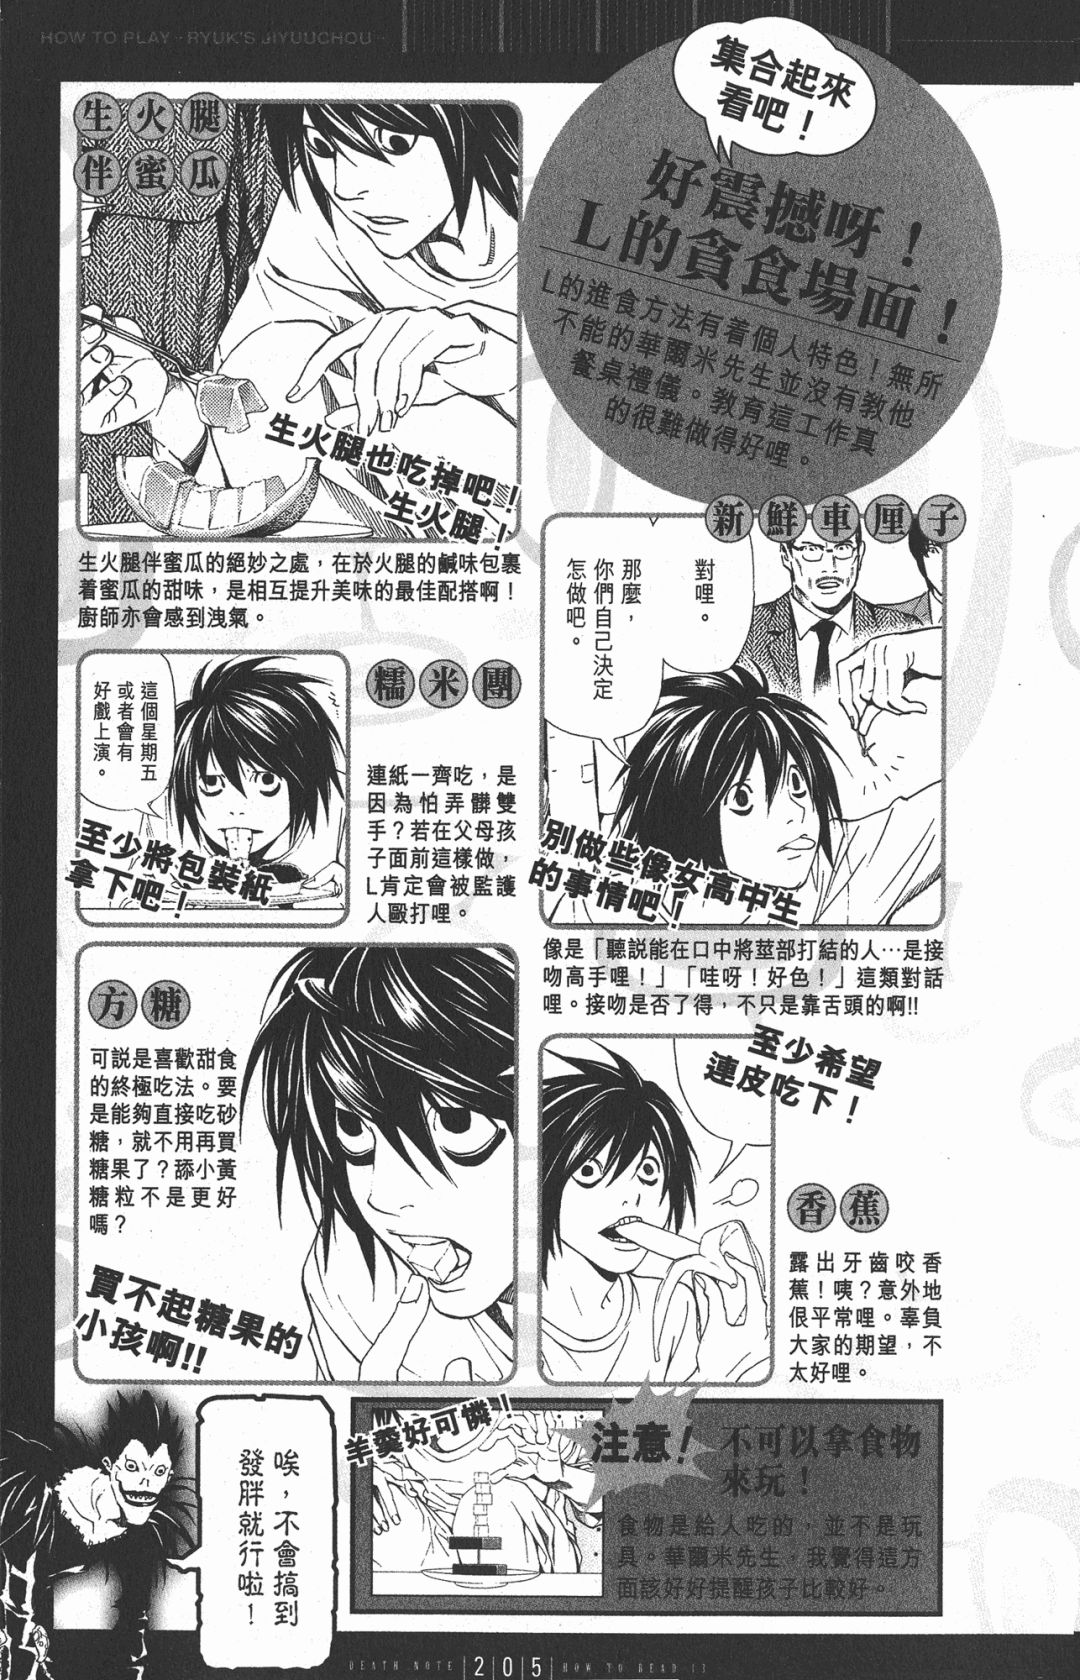 HOW TO PLAY - RYUK'S JIYUUCHOU -
集合起來
看吧！
好震撼呀！
L的貪食場面！
L的進食方法有着個人特色！無所
不能的華爾米先生並沒有教他
餐桌禮儀。教育這工作真
的很難做得好哩。
生火腿
伴蜜瓜
生火腿也吃掉吧！
生火腿！
生火腿伴蜜瓜的絕妙之處，在於火腿的鹹味包裹
着蜜瓜的甜味，是相互提升美味的最佳配搭啊！
廚師亦會感到洩氣。
新鮮車厘子
對哩。
那麼，
你們自己決定
怎做吧。
別做些像女高中生
的事情吧！
像是「聽説能在口中將莖部打結的人…是接
吻高手哩！」「哇呀！好色！」這類對話
哩。接吻是否了得，不只是靠舌頭的啊!!
糯米團
這個星期五
或者會有
好戲上演。
至少將包裝紙
拿下吧！
連紙一齊吃，是
因為怕弄髒雙
手？若在父母孩
子面前這樣做，
L肯定會被監護
人毆打哩。
方糖
可説是喜歡甜食
的終極吃法。要
是能夠直接吃砂
糖，就不用再買
糖果了？舔小黃
糖粒不是更好
嗎？
買不起糖果的
小孩啊!!
至少希望
連皮吃下！
香蕉
露出牙齒咬香
蕉！咦？意外地
很平常哩。辜負
大家的期望，不
太好哩。
唉，不會搞到
發胖就行啦！
羊羹好可憐！
注意！
不可以拿食物
來玩！
食物是給人吃的，並不是玩
具。華爾米先生，我覺得這方
面該好好提醒孩子比較好。
DEATH NOTE 205 HOW TO READ 13